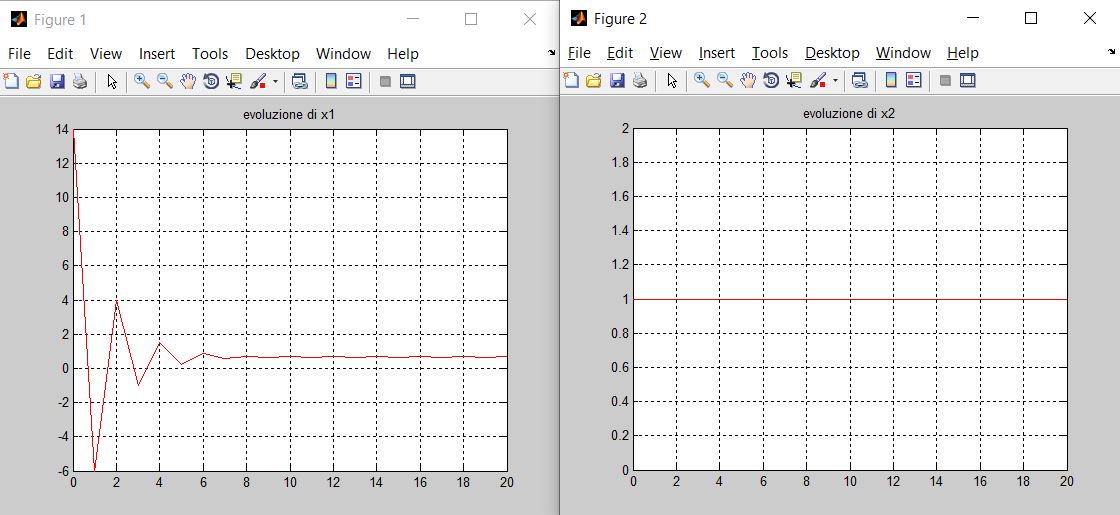 Figure 1
File Edit View Insert Tools Desktop Window Help
evoluzione di x1
14
12
10
8
6
4
2
0
-2
-4
-6
0 2 4 6 8 10 12 14 16 18 20
Figure 2
File Edit View Insert Tools Desktop Window Help
evoluzione di x2
2
1.8
1.6
1.4
1.2
1
0.8
0.6
0.4
0.2
0
0 2 4 6 8 10 12 14 16 18 20